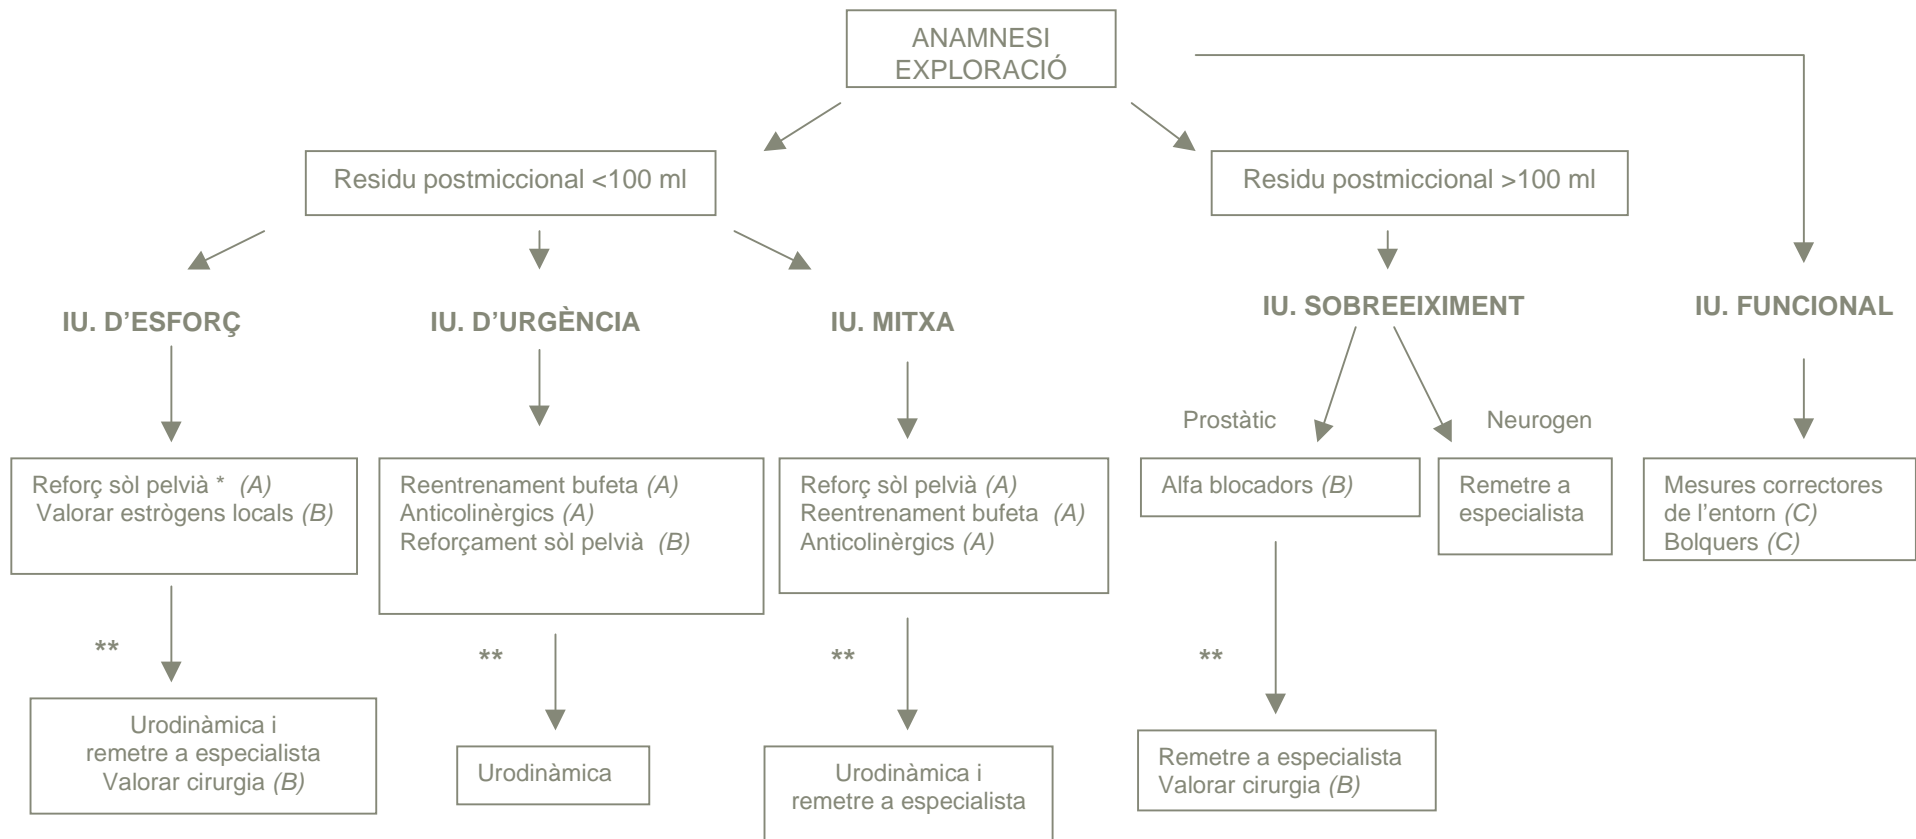 ANAMNESI
EXPLORACIÓ
Residu postmiccional <100 ml
Residu postmiccional >100 ml
IU. D’ESFORÇ
IU. D’URGÈNCIA
IU. MITXA
IU. SOBREEIXIMENT
IU. FUNCIONAL
Prostàtic
Neurogen
Reforç sòl pelvià * (A)
Valorar estrògens locals (B)
Reentrenament bufeta (A)
Anticolinèrgics (A)
Reforçament sòl pelvià (B)
Reforç sòl pelvià (A)
Reentrenament bufeta (A)
Anticolinèrgics (A)
Alfa blocadors (B)
Remetre a
especialista
Mesures correctores
de l’entorn (C)
Bolquers (C)
**
**
**
**
Urodinàmica i
remetre a especialista
Valorar cirurgia (B)
Urodinàmica
Urodinàmica i
remetre a especialista
Remetre a especialista
Valorar cirurgia (B)